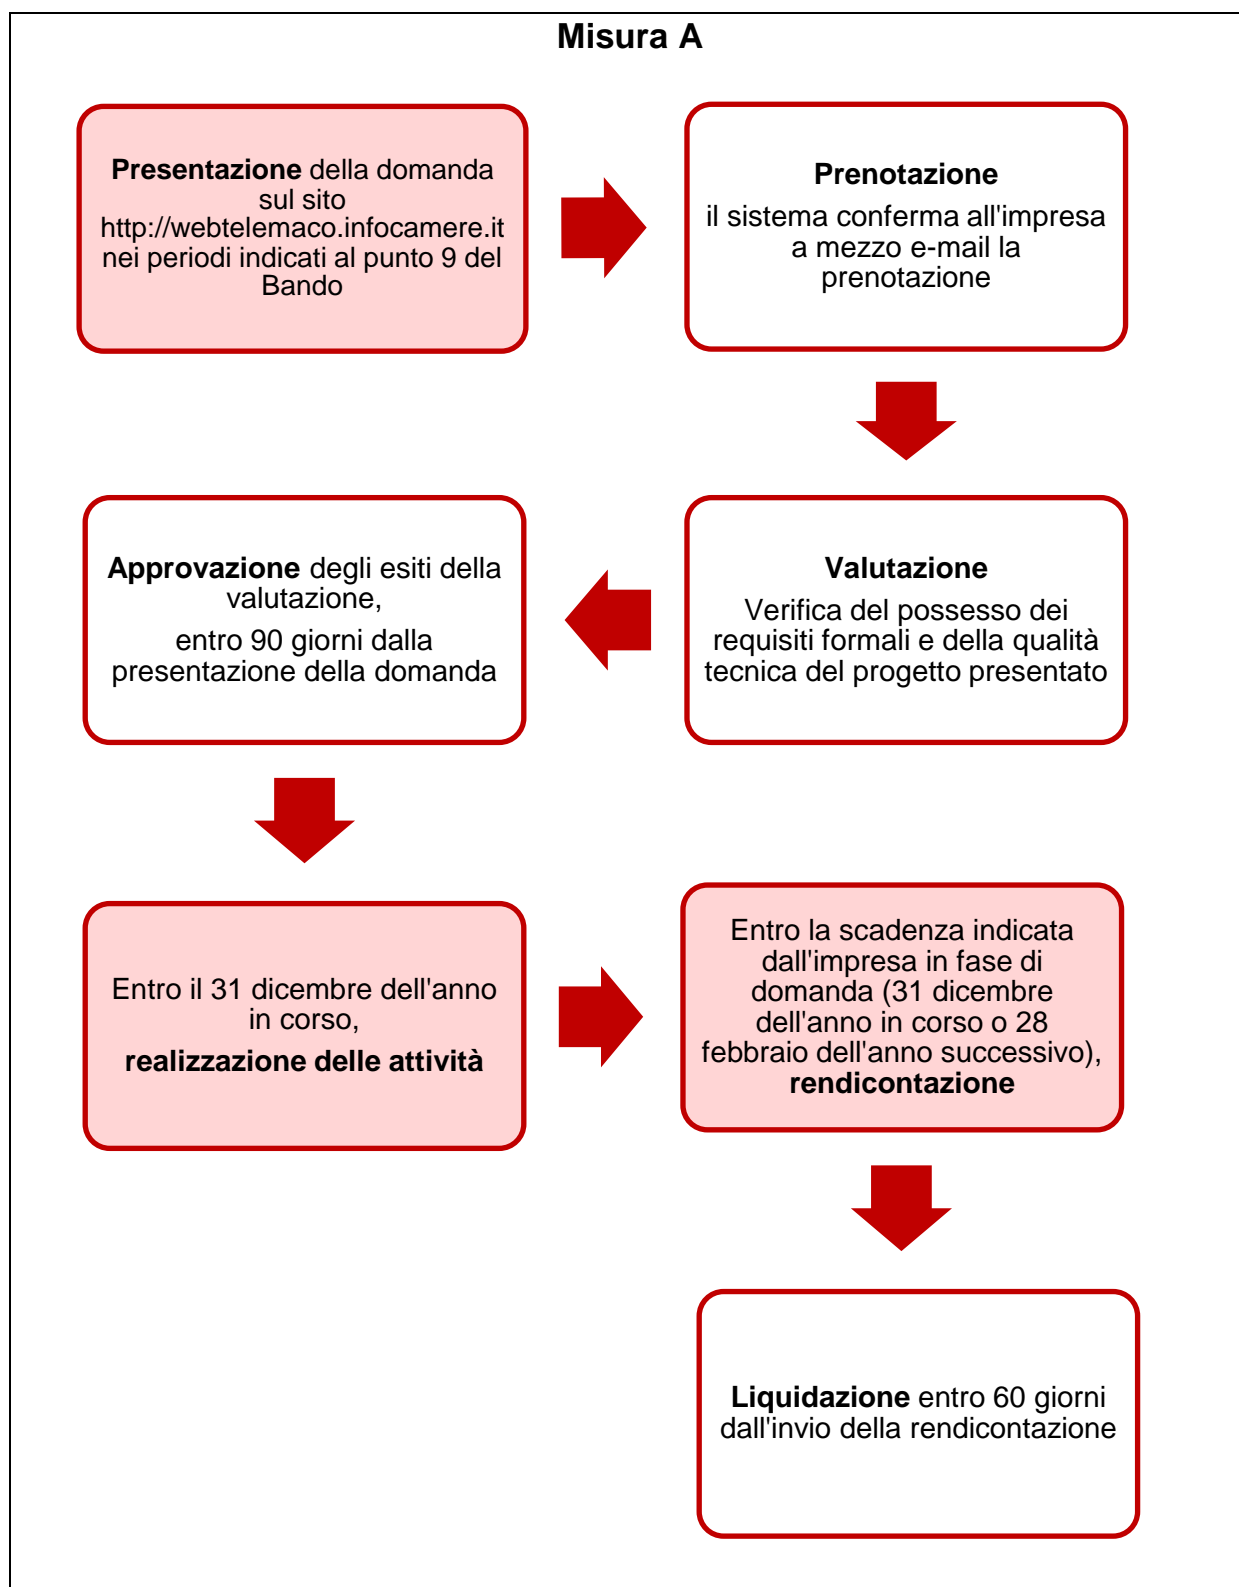 Misura A
Presentazione della domanda
sul sito
http://webtelemaco.infocamere.it
nei periodi indicati al punto 9 del
Bando
Prenotazione
il sistema conferma all'impresa
a mezzo e-mail la
prenotazione
Valutazione
Verifica del possesso dei
requisiti formali e della qualità
tecnica del progetto presentato
Approvazione degli esiti della
valutazione,
entro 90 giorni dalla
presentazione della domanda
Entro il 31 dicembre dell'anno
in corso,
realizzazione delle attività
Entro la scadenza indicata
dall'impresa in fase di
domanda (31 dicembre
dell'anno in corso o 28
febbraio dell'anno successivo),
rendicontazione
Liquidazione entro 60 giorni
dall'invio della rendicontazione